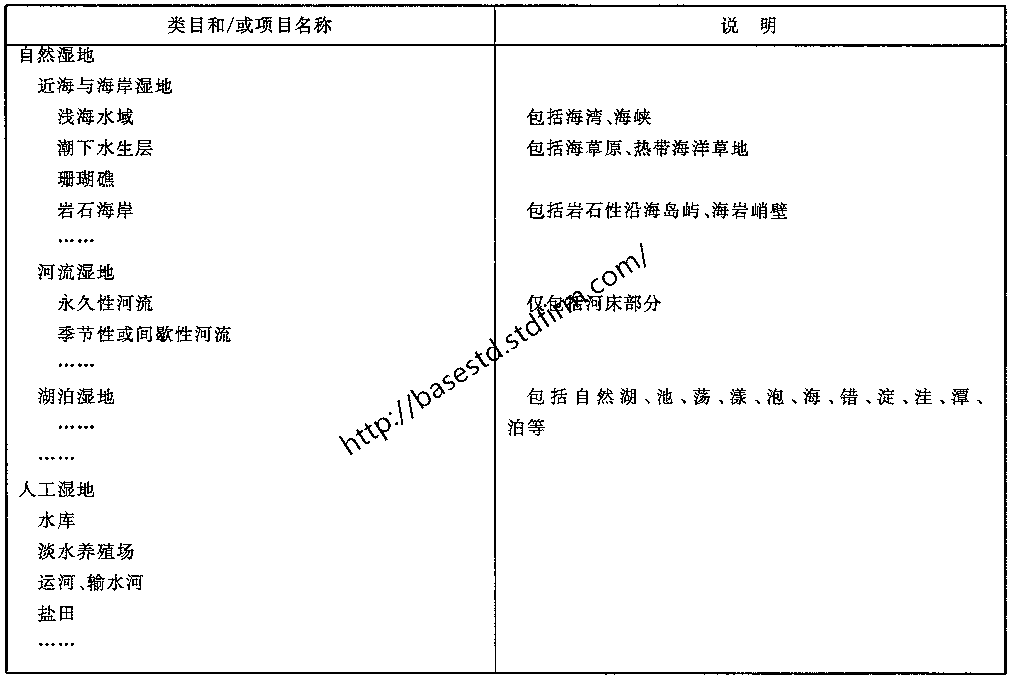 类目和/或项目名称 说 明
自然湿地
近海与海岸湿地
浅海水域 包括海湾、海峡
潮下水生层 包括海草原、热带海洋草地
珊瑚礁
岩石海岸 包括岩石性沿海岛屿、海岩峭壁
……
河流湿地
永久性河流 仅包括河床部分
季节性或间歇性河流
……
湖泊湿地 包括自然湖、池、荡、漾、泡、海、错、淀、洼、潭、
…… 泊等
……
人工湿地
水库
淡水养殖场
运河、输水河
盐田
……
http://basestd.stdfirm.com/